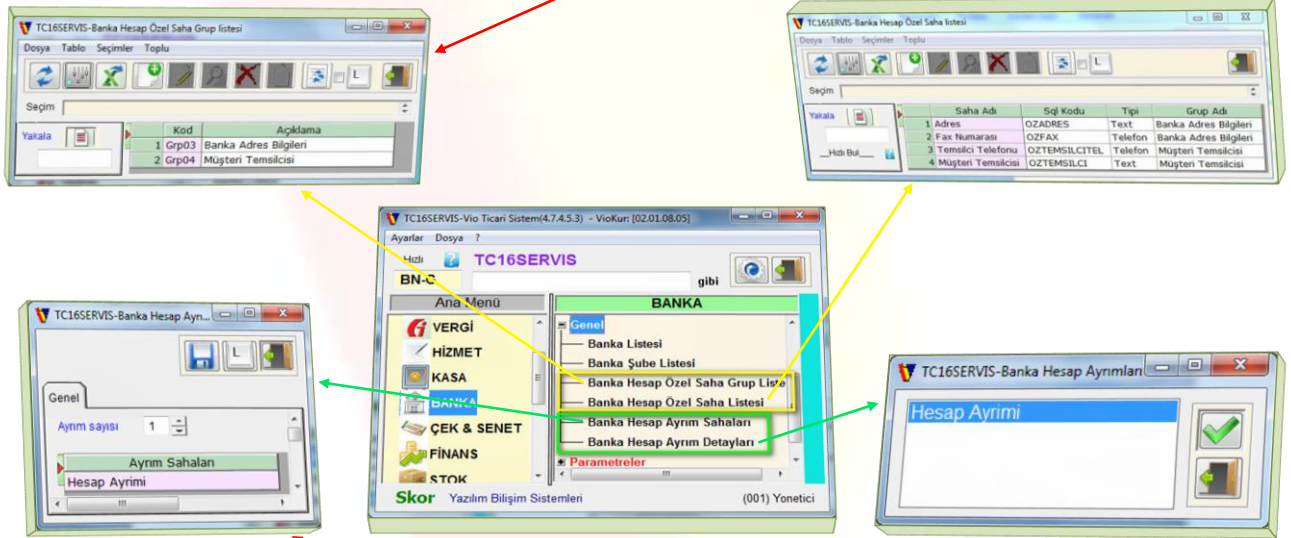 TC16SERVIS-Banka Hesap Özel Saha Grup listesi
Dosya Tablo Seçimler Toplu
L
Seçim
Yakala
Kod Açıklama
1 Grp03 Banka Adres Bilgileri
2 Grp04 Müşteri Temsilcisi
TC16SERVIS-Banka Hesap Özel Saha listesi
Dosya Tablo Seçimler Toplu
L
Seçim
Yakala
__Hızlı Bul___
Saha Adı Sql Kodu Tipi Grup Adı
1 Adres OZADRES Text Banka Adres Bilgileri
2 Fax Numarası OZFAX Telefon Banka Adres Bilgileri
3 Temsilci Telefonu OZTEMSILCITEL Telefon Müşteri Temsilcisi
4 Müşteri Temsilcisi OZTEMSILCI Text Müşteri Temsilcisi
TC16SERVIS-Vio Ticari Sistem(4.7.4.5.3) - VioKur: [02.01.08.05]
Ayarlar Dosya ?
Hızlı TC16SERVIS
BN-G gibi
Ana Menü
VERGİ
HİZMET
KASA
BANKA
ÇEK & SENET
FİNANS
STOK
BANKA
Genel
Banka Listesi
Banka Şube Listesi
Banka Hesap Özel Saha Grup Liste
Banka Hesap Özel Saha Listesi
Banka Hesap Ayrım Sahaları
Banka Hesap Ayrım Detayları
Parametreler
Skor Yazılım Bilişim Sistemleri (001) Yonetici
TC16SERVIS-Banka Hesap Ayrı...
L
Genel
Ayrım sayısı 1
Ayrım Sahaları
Hesap Ayrimi
TC16SERVIS-Banka Hesap Ayrımları
Hesap Ayrimi